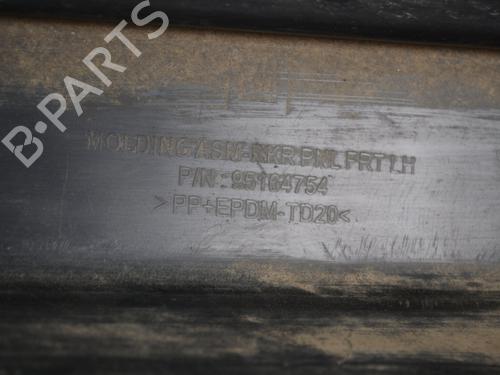 B-PARTS
MOLDING ASM-RKR PNL FRT LH
P/N : 95164754
>PP+EPDM-TD20<